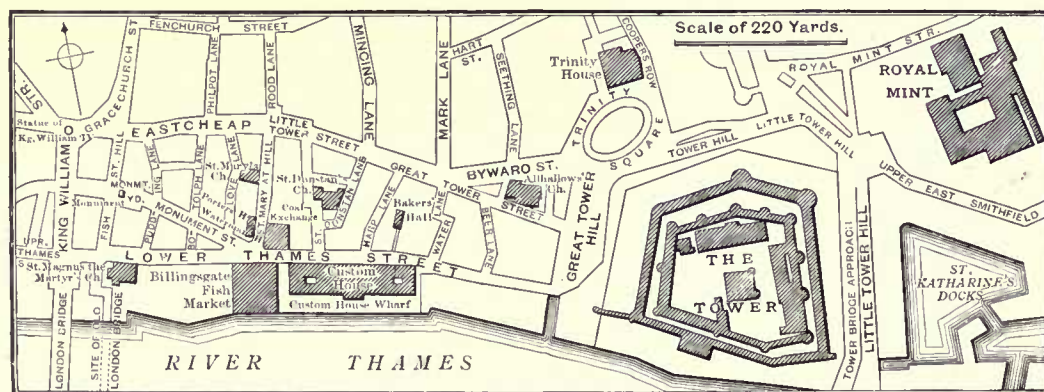 FENCHURCH STREET
GRACECHURCH ST.
PHILPOT LANE
ROOD LANE
MINCING LANE
MARK LANE
HART
ST.
SEETHING LANE
COOPERS ROW
Scale of 220 Yards.
Trinity
House
TRINITY
SQUARE
ROYAL MINT STR.
ROYAL
MINT
STR.
Statue of
Kg. William IV
KING WILLIAM
EASTCHEAP
LITTLE
TOWER STREET
GREAT TOWER
STREET
BYWARD ST.
Allhallows'
Ch.
TOWER HILL
LITTLE TOWER HILL
UPPER EAST
SMITHFIELD
FISH
ST. HILL
MONMT.
YD.
Monument
MONUMENT ST.
LOVE
ST. MARY AT HILL
St. Mary's
Ch.
St. Dunstan's
Ch.
Coal
Exchange
ST.
DUNSTAN LANE
HARP LANE
Bakers'
Hall
WATER LANE
BEER LANE
GREAT TOWER
HILL
UPR.
THAMES
LOWER THAMES STREET
St. Magnus the
Martyr's Ch.
Billingsgate
Fish
Market
Custom
House
Custom House Wharf
THE
TOWER
TOWER BRIDGE APPROACH
LITTLE TOWER HILL
ST.
KATHARINE'S
DOCKS
LONDON BRIDGE
SITE OF OLD
LONDON BRIDGE
RIVER THAMES